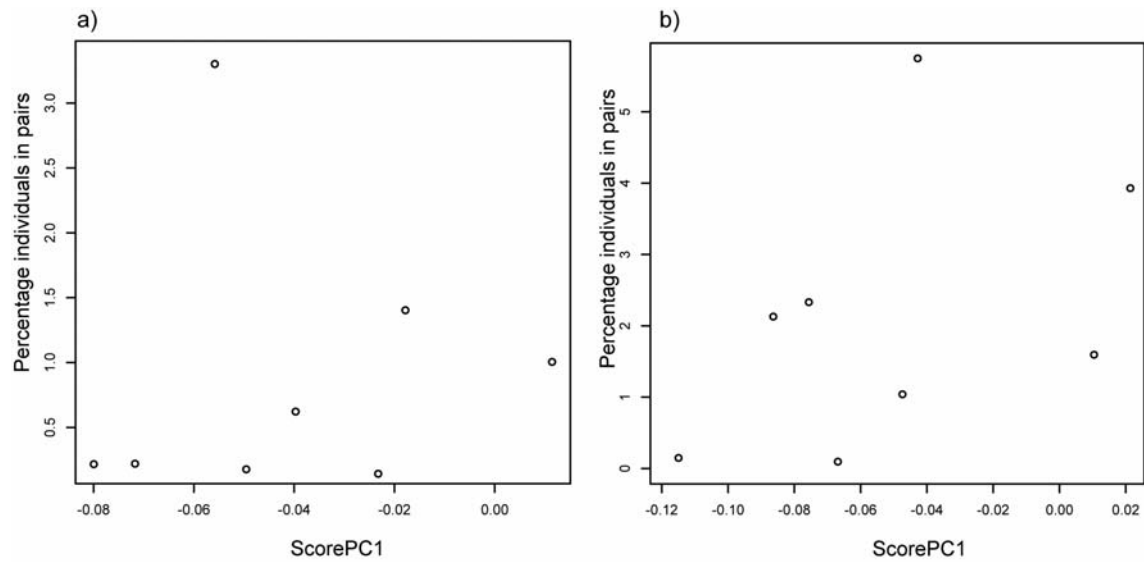 a)
Percentage individuals in pairs
3.0
2.5
2.0
1.5
1.0
0.5
-0.08 -0.06 -0.04 -0.02 0.00
ScorePC1
b)
Percentage individuals in pairs
5
4
3
2
1
0
-0.12 -0.10 -0.08 -0.06 -0.04 -0.02 0.00 0.02
ScorePC1